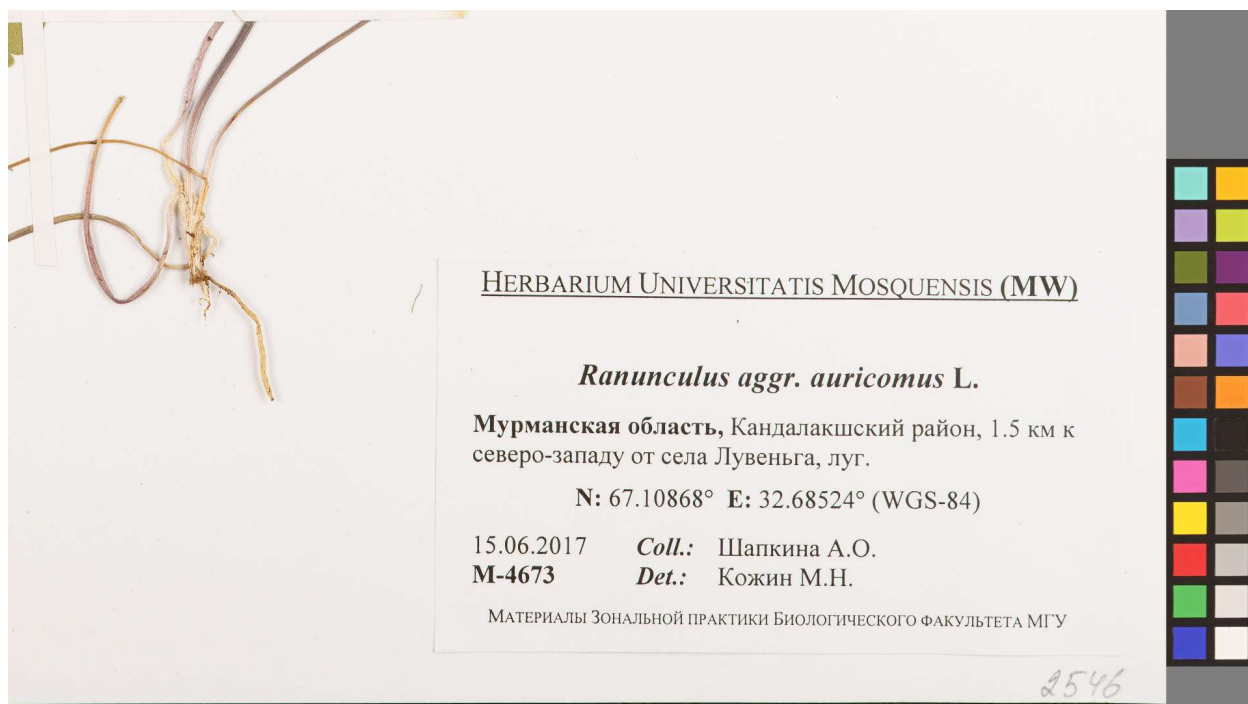 HERBARIUM UNIVERSITATIS MOSQUENSIS (MW)
Ranunculus aggr. auricomus L.
Мурманская область, Кандалакшский район, 1.5 км к
северо-западу от села Лувеньга, луг.
N: 67.10868° E: 32.68524° (WGS-84)
15.06.2017 Coll.: Шапкина А.О.
М-4673 Det.: Кожин М.Н.
МАТЕРИАЛЫ ЗОНАЛЬНОЙ ПРАКТИКИ БИОЛОГИЧЕСКОГО ФАКУЛЬТЕТА МГУ
2546